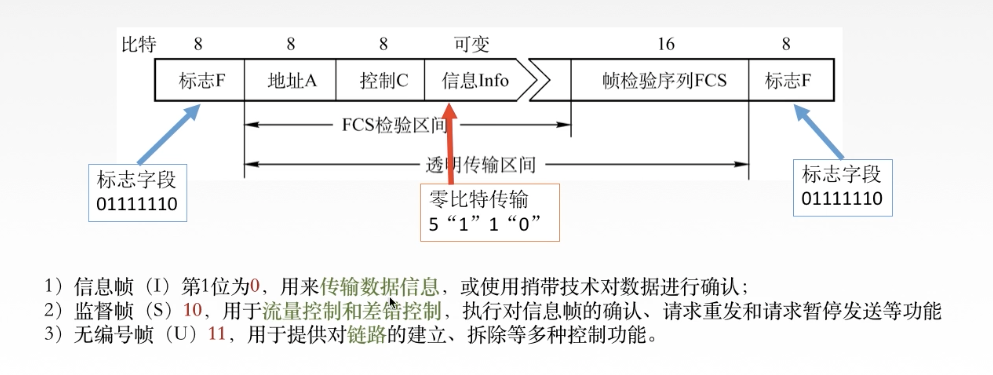 比特 8 8 8 可变 16 8
标志F 地址A 控制C 信息Info 帧检验序列FCS 标志F
FCS检验区间
透明传输区间
标志字段
01111110
零比特传输
5“1”1“0”
标志字段
01111110
1）信息帧（I）第1位为0，用来传输数据信息，或使用捎带技术对数据进行确认；
2）监督帧（S）10，用于流量控制和差错控制，执行对信息帧的确认、请求重发和请求暂停发送等功能
3）无编号帧（U）11，用于提供对链路的建立、拆除等多种控制功能。